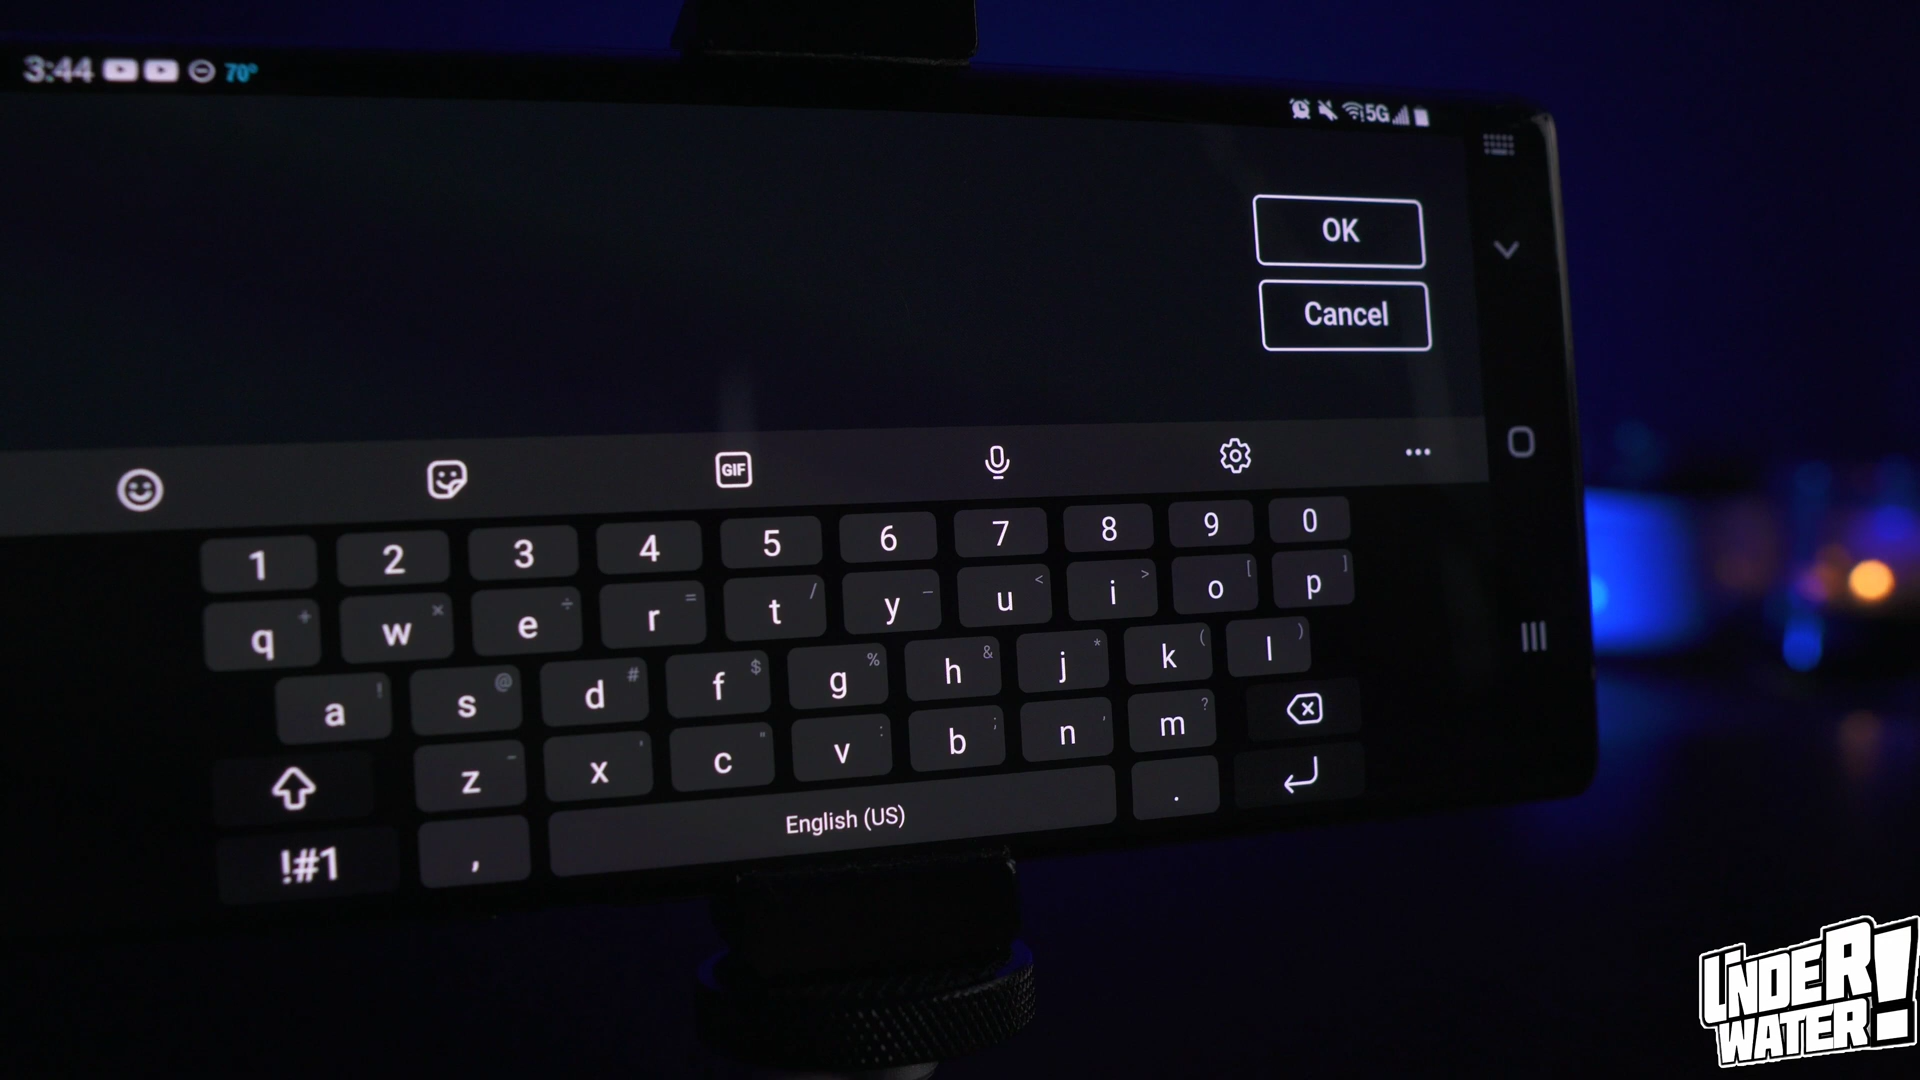 3:44 70°
5G
OK
Cancel
GIF
1 2 3 4 5 6 7 8 9 0
q + w × e ÷ r = t / y _ u < i > o [ p ]
a ! s @ d # f $ g % h & j * k ( l )
z - x ' c " v : b ; n , m ?
!#1 , English (US) .
UNDER
WATER!